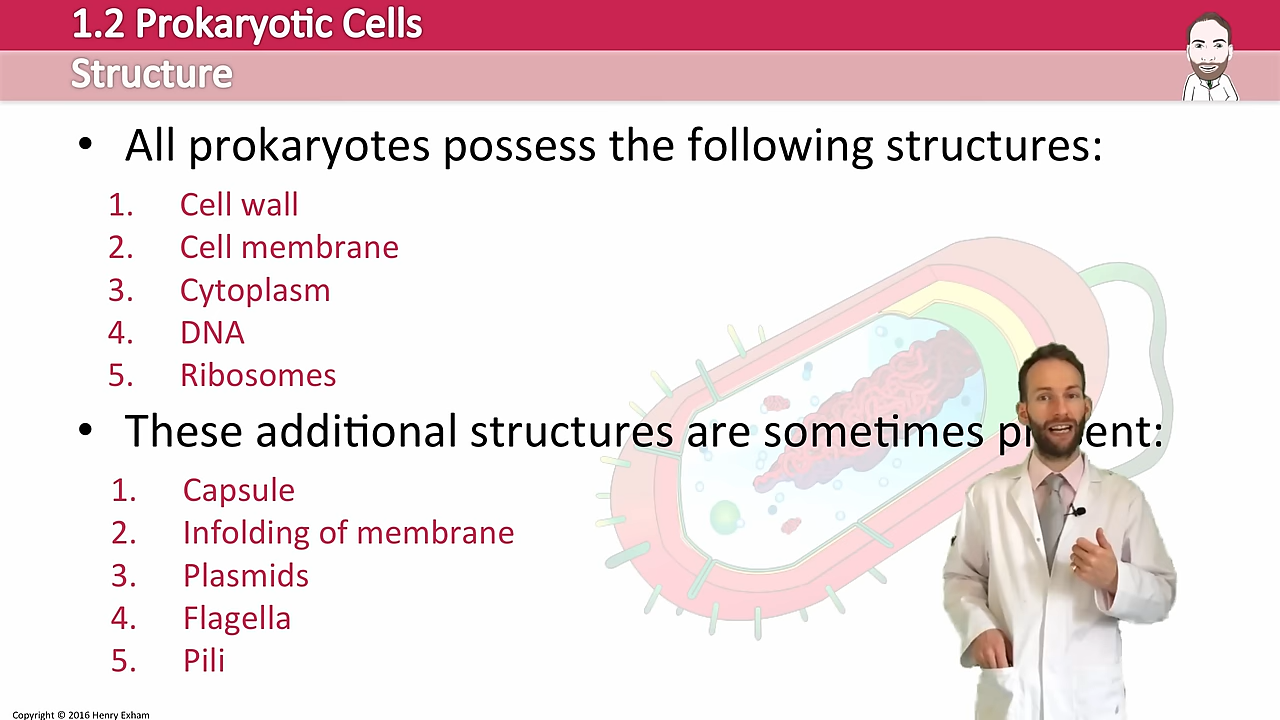 1.2 Prokaryotic Cells
Structure
• All prokaryotes possess the following structures:
1. Cell wall
2. Cell membrane
3. Cytoplasm
4. DNA
5. Ribosomes
• These additional structures are sometimes
1. Capsule
2. Infolding of membrane
3. Plasmids
4. Flagella
5. Pili
Copyright © 2016 Henry Exham